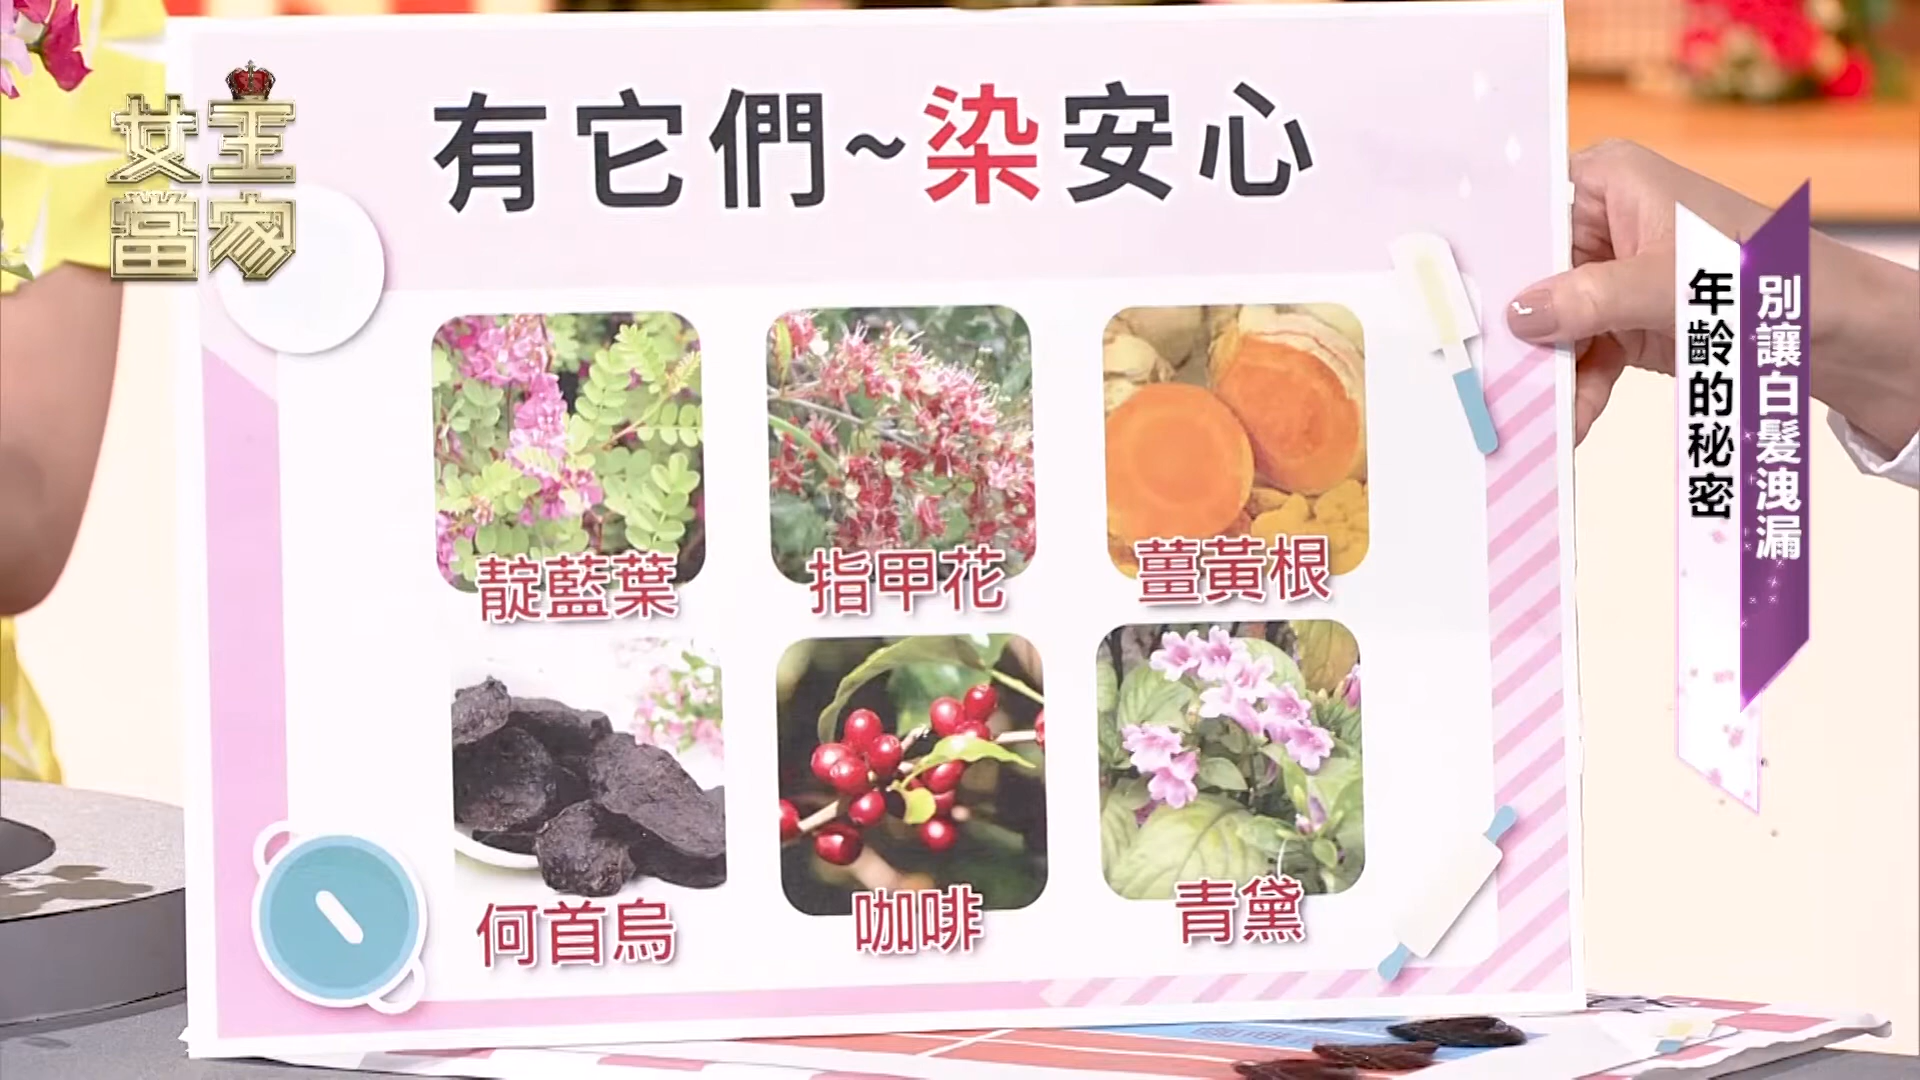 女王
當家
有它們~染安心
別讓白髮洩漏
年齡的秘密
靛藍葉
指甲花
薑黃根
何首烏
咖啡
青黛